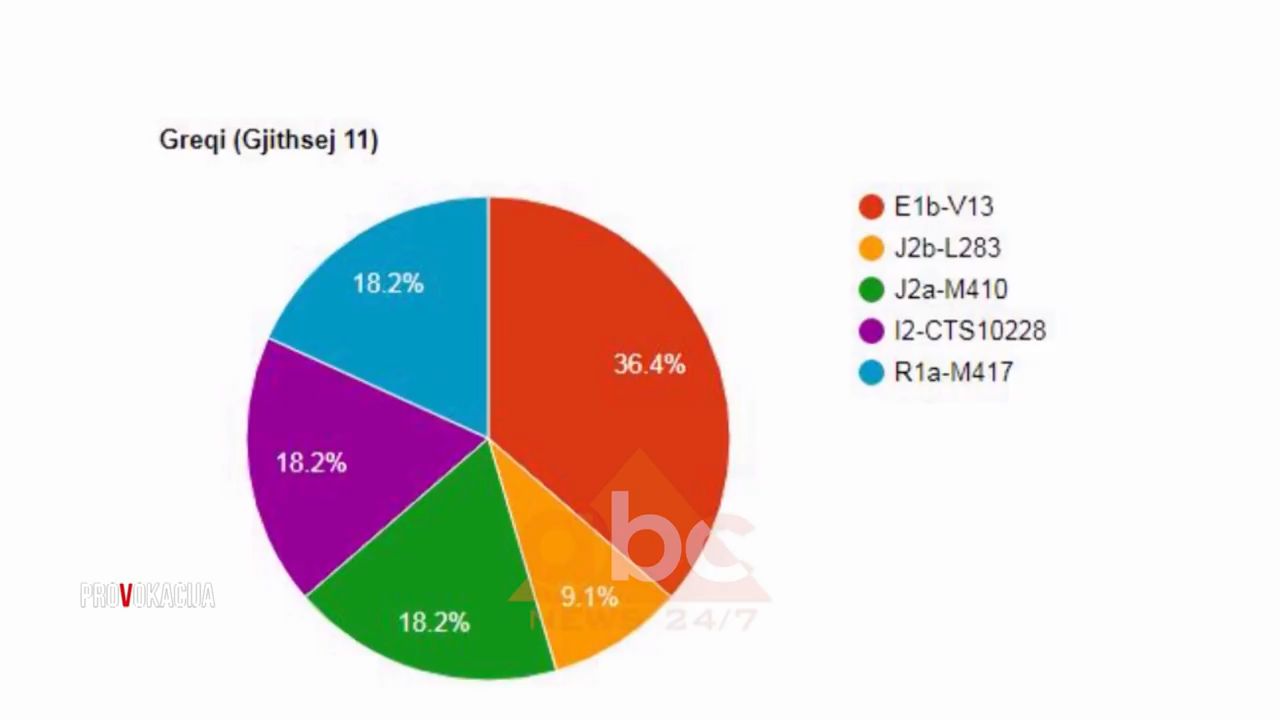 Greqi (Gjithsej 11)
E1b-V13
J2b-L283
J2a-M410
I2-CTS10228
R1a-M417
18.2%
36.4%
18.2%
9.1%
18.2%
abc
NEWS 24/7
PROVOKACIJA